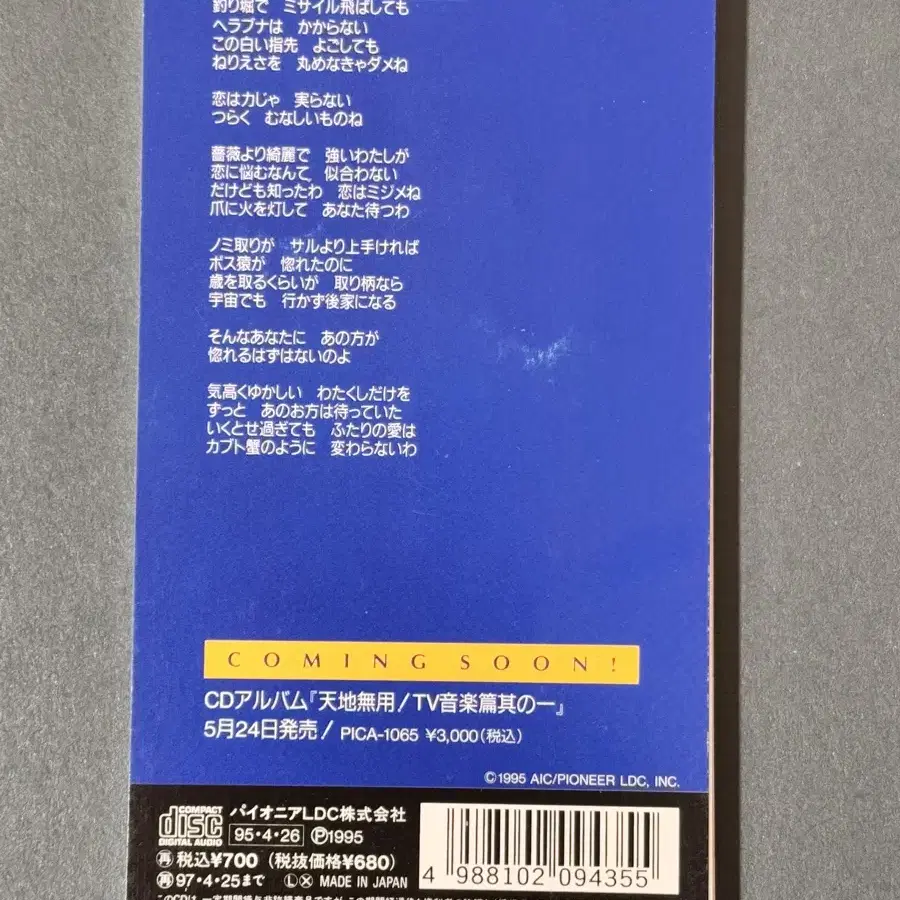 釣り堀で　ミサイル飛ばしても
ヘラブナは　かからない
この白い指先　よごしても
ねりえさを　丸めなきゃダメね
恋は力じゃ　実らない
つらく　むなしいものね
薔薇より綺麗で　強いわたしが
恋に悩むなんて　似合わない
だけども知ったわ　恋はミジメね
爪に火を灯して　あなた待つわ
ノミ取りが　サルより上手ければ
ボス猿が　惚れたのに
歳を取るくらいが　取り柄なら
宇宙でも　行かず後家になる
そんなあなたに　あの方が
惚れるはずはないのよ
気高くゆかしい　わたくしだけを
ずっと　あのお方は待っていた
いくとせ過ぎても　ふたりの愛は
カブト蟹のように　変わらないわ
COMING SOON!
CDアルバム『天地無用/TV音楽篇其の一』
5月24日発売/ PICA-1065 ¥3,000(税込)
©1995 AIC/PIONEER LDC, INC.
COMPACT disc DIGITAL AUDIO
パイオニアLDC株式会社
95・4・26 Ⓟ1995
再 税込¥700 (税抜価格¥680)
再 97・4・25まで Ⓛ Ⓧ MADE IN JAPAN
4 988102 094355